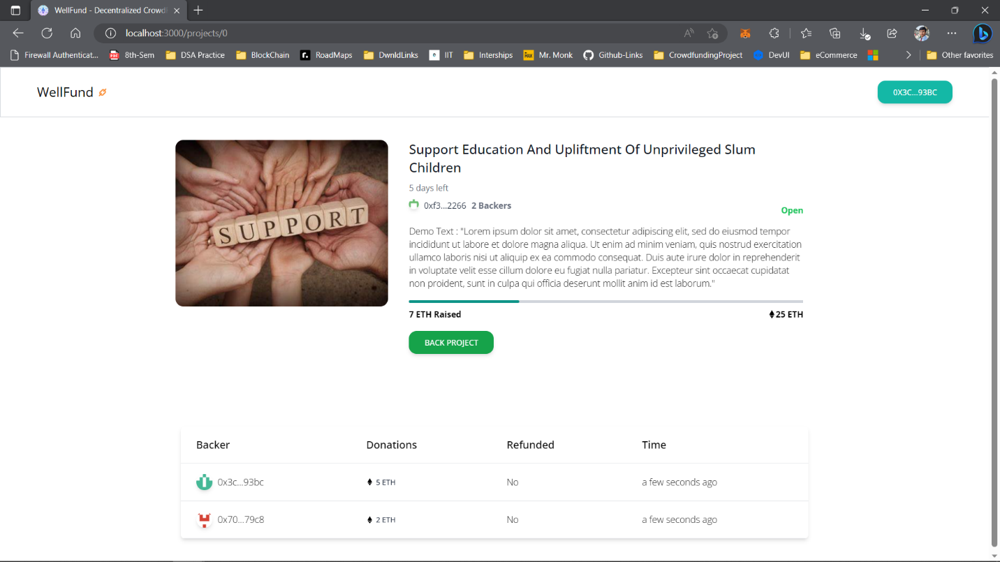 WellFund - Decentralized Crowdf
localhost:3000/projects/0
Firewall Authenticat... 8th-Sem DSA Practice BlockChain RoadMaps DwnldLinks IIT Interships Mr. Monk Github-Links CrowdfundingProject DevUI eCommerce Other favorites
WellFund
0X3C...93BC
Support Education And Upliftment Of Unprivileged Slum
Children
5 days left
0xf3...2266 2 Backers
Open
Demo Text : "Lorem ipsum dolor sit amet, consectetur adipiscing elit, sed do eiusmod tempor
incididunt ut labore et dolore magna aliqua. Ut enim ad minim veniam, quis nostrud exercitation
ullamco laboris nisi ut aliquip ex ea commodo consequat. Duis aute irure dolor in reprehenderit
in voluptate velit esse cillum dolore eu fugiat nulla pariatur. Excepteur sint occaecat cupidatat
non proident, sunt in culpa qui officia deserunt mollit anim id est laborum."
SUPPORT
7 ETH Raised 25 ETH
BACK PROJECT
Backer Donations Refunded Time
0x3c...93bc 5 ETH No a few seconds ago
0x70...79c8 2 ETH No a few seconds ago